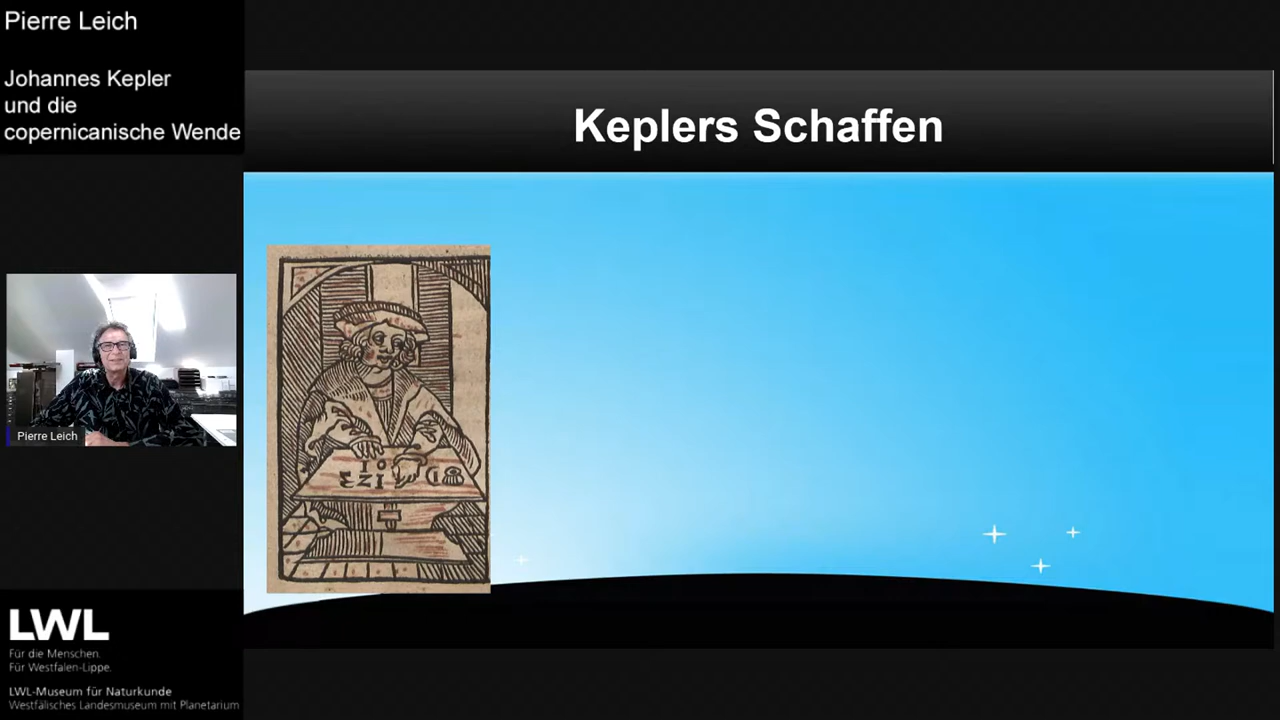 Pierre Leich
Johannes Kepler
und die
copernicanische Wende
Keplers Schaffen
Pierre Leich
LWL
Für die Menschen.
Für Westfalen-Lippe.
LWL-Museum für Naturkunde
Westfälisches Landesmuseum mit Planetarium